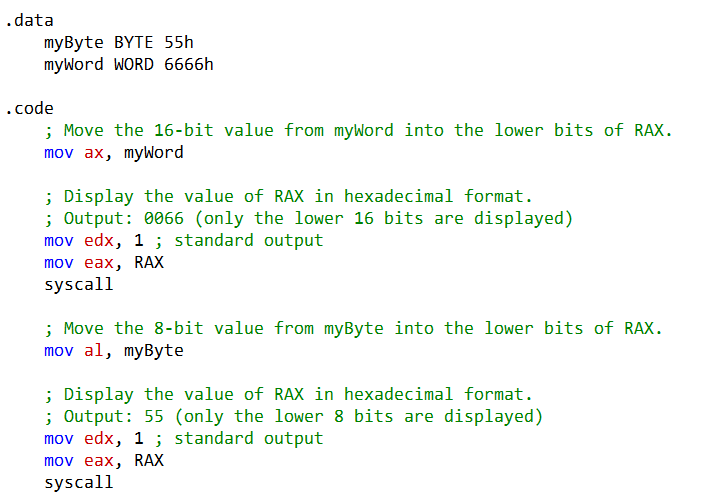 .data
    myByte BYTE 55h
    myWord WORD 6666h

.code
    ; Move the 16-bit value from myWord into the lower bits of RAX.
    mov ax, myWord

    ; Display the value of RAX in hexadecimal format.
    ; Output: 0066 (only the lower 16 bits are displayed)
    mov edx, 1 ; standard output
    mov eax, RAX
    syscall

    ; Move the 8-bit value from myByte into the lower bits of RAX.
    mov al, myByte

    ; Display the value of RAX in hexadecimal format.
    ; Output: 55 (only the lower 8 bits are displayed)
    mov edx, 1 ; standard output
    mov eax, RAX
    syscall